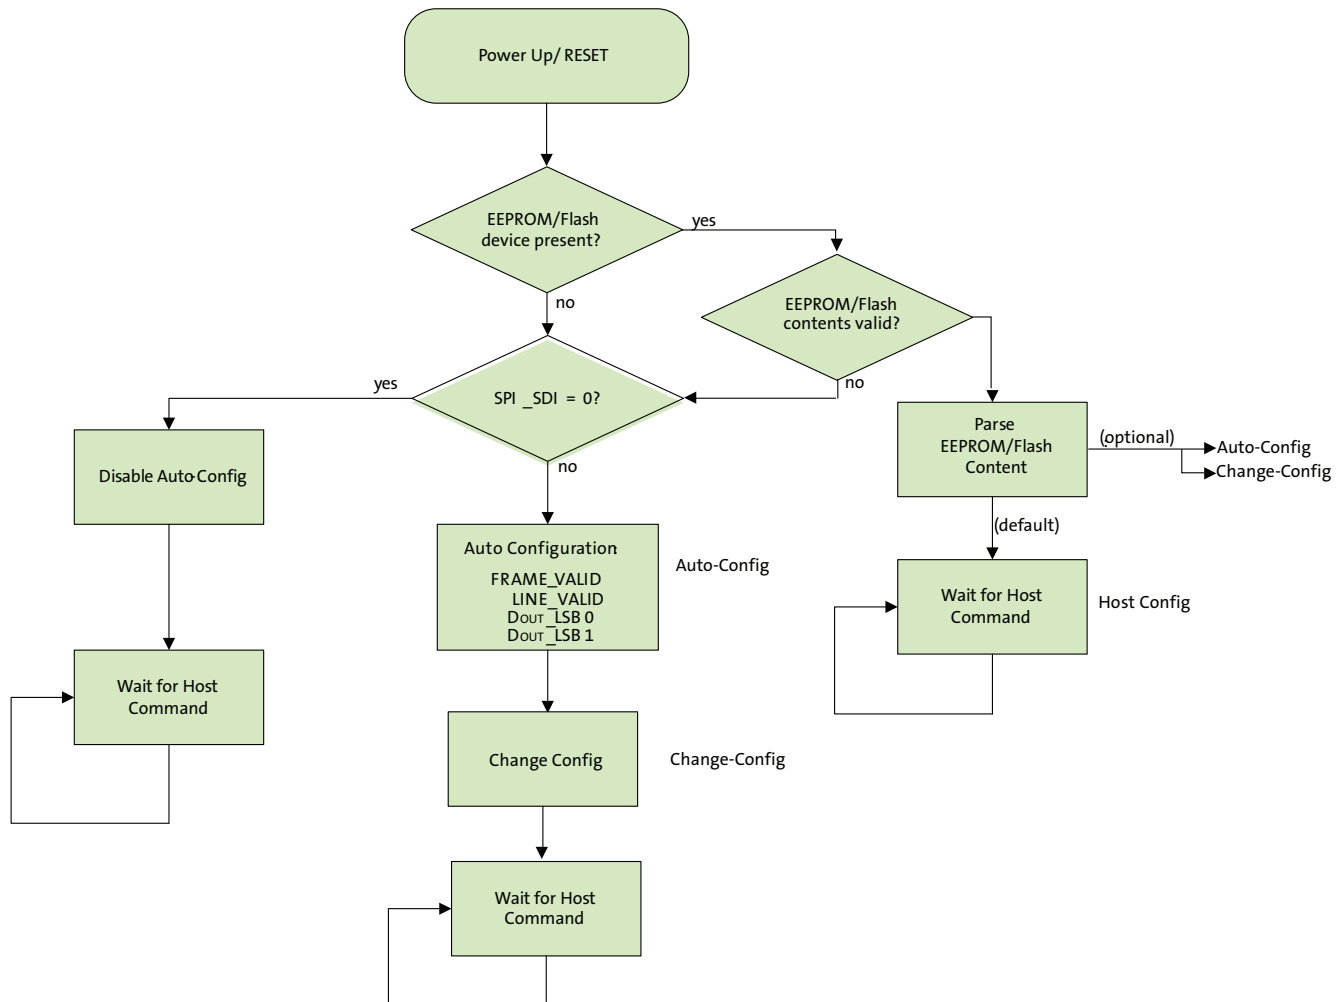 Power Up/ RESET
EEPROM/Flash
device present?
yes
no
EEPROM/Flash
contents valid?
no
yes
SPI _SDI = 0?
no
Disable Auto-Config
Parse
EEPROM/Flash
Content
(optional)
Auto-Config
Change-Config
(default)
Auto Configuration
FRAME_VALID
LINE_VALID
DOUT_LSB 0
DOUT_LSB 1
Auto-Config
Wait for Host
Command
Host Config
Wait for Host
Command
Change Config
Change-Config
Wait for Host
Command